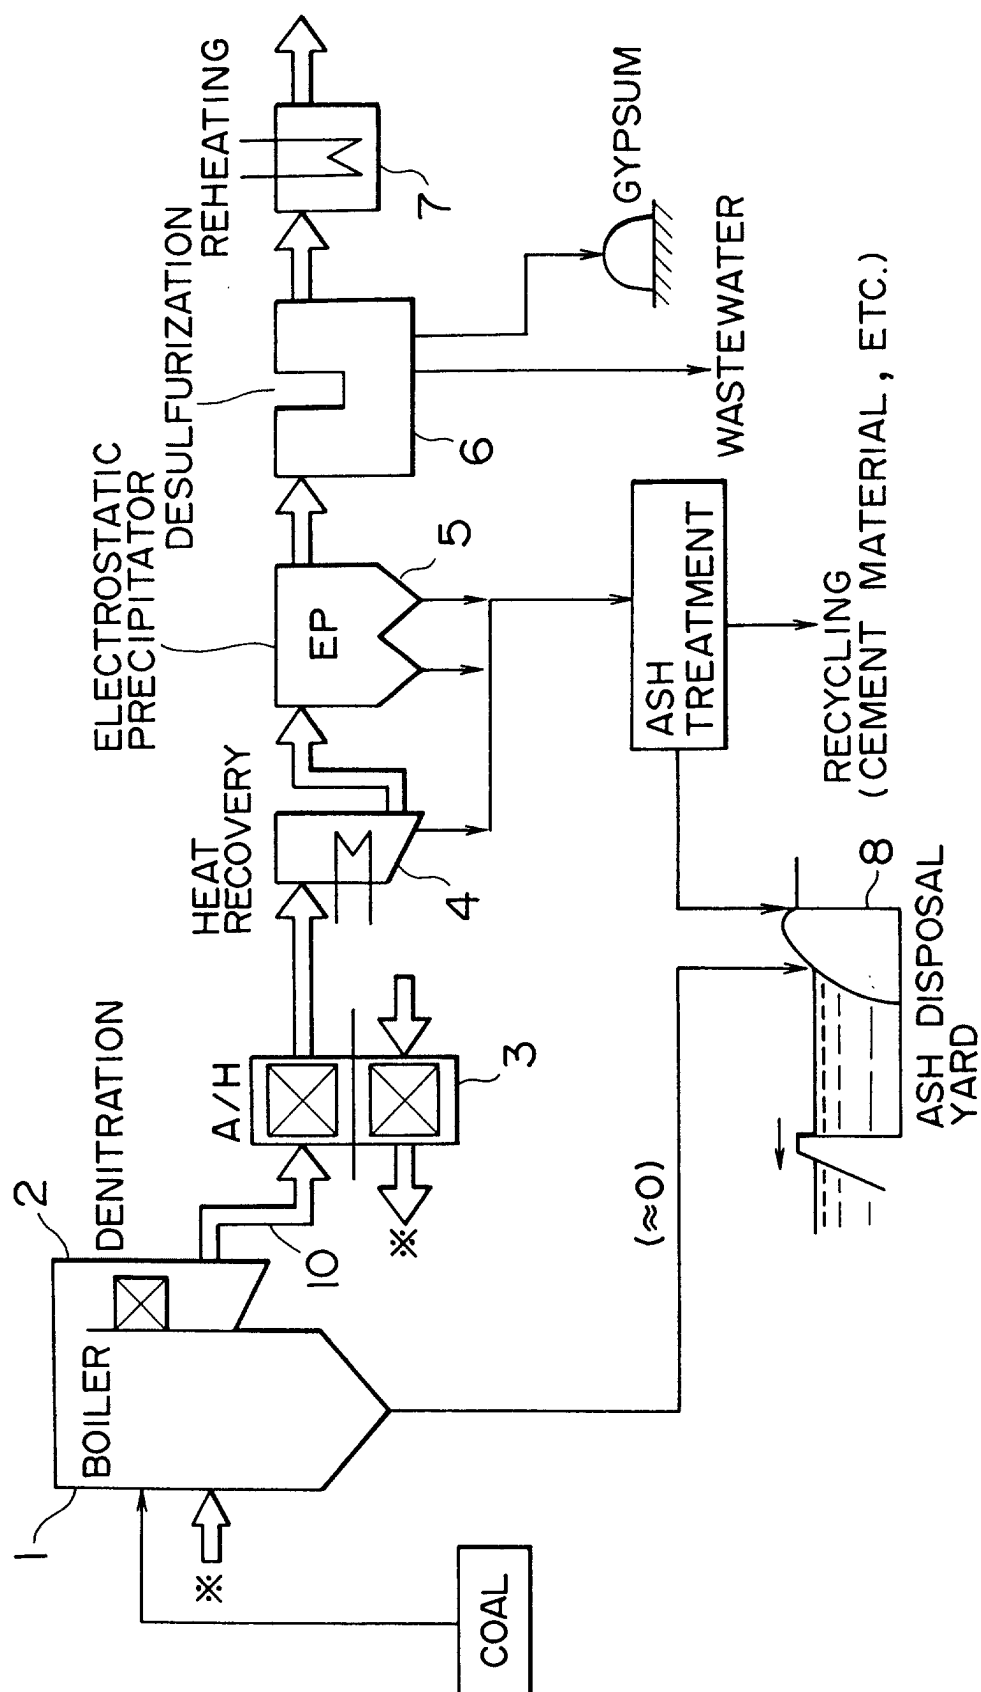 1
2
BOILER
DENITRATION
※
COAL
10
A/H
※
3
HEAT
RECOVERY
4
ELECTROSTATIC
PRECIPITATOR
EP
5
DESULFURIZATION
6
REHEATING
7
GYPSUM
WASTEWATER
ASH
TREATMENT
RECYCLING
(CEMENT MATERIAL, ETC.)
(≈0)
8
ASH DISPOSAL
YARD